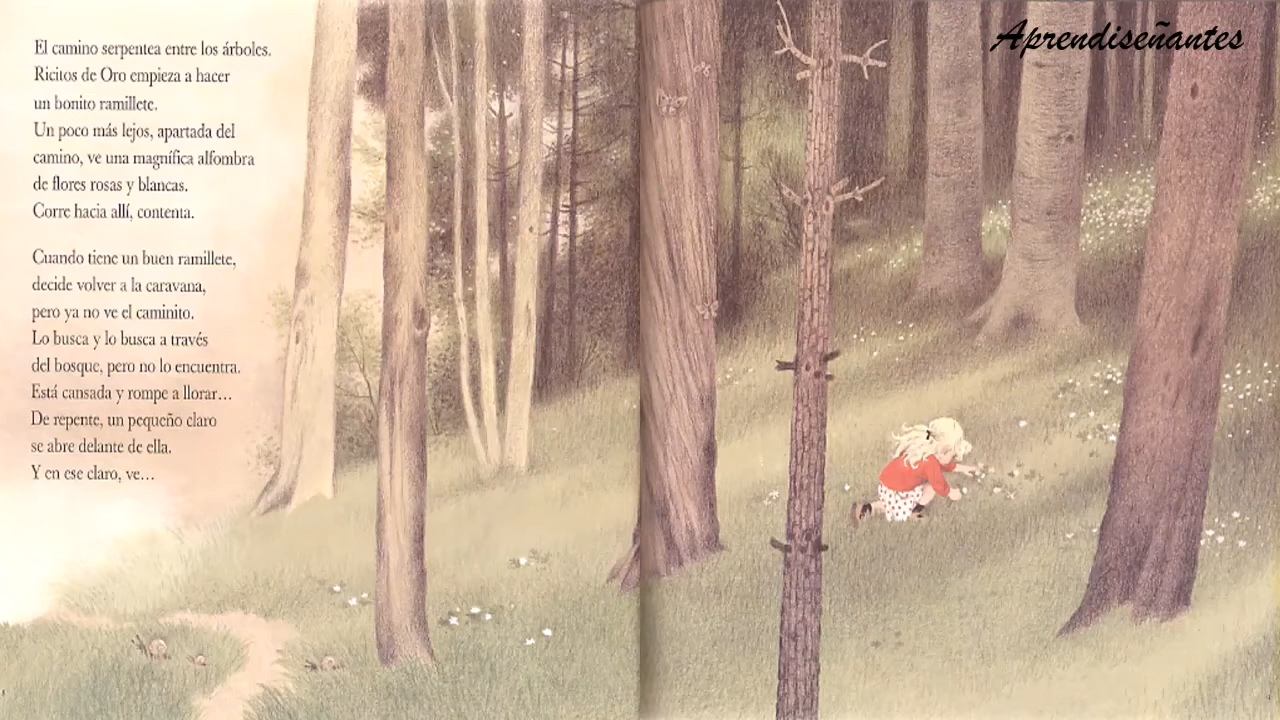 El camino serpentea entre los árboles.
Ricitos de Oro empieza a hacer
un bonito ramillete.
Un poco más lejos, apartada del
camino, ve una magnífica alfombra
de flores rosas y blancas.
Corre hacia allí, contenta.
Cuando tiene un buen ramillete,
decide volver a la caravana,
pero ya no ve el caminito.
Lo busca y lo busca a través
del bosque, pero no lo encuentra.
Está cansada y rompe a llorar...
De repente, un pequeño claro
se abre delante de ella.
Y en ese claro, ve...
Aprendiseñantes